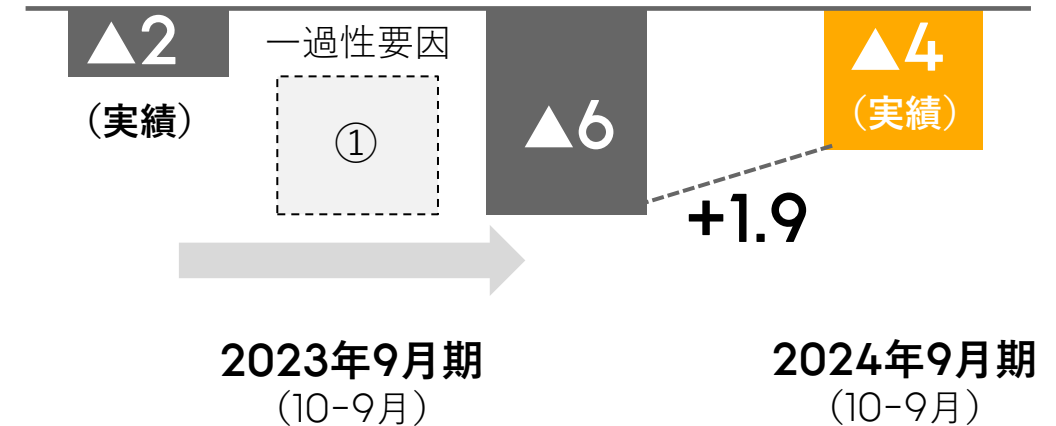 ▲2
（実績）
一過性要因
①
▲6
▲4
（実績）
+1.9
2023年9月期
（10-9月）
2024年9月期
（10-9月）